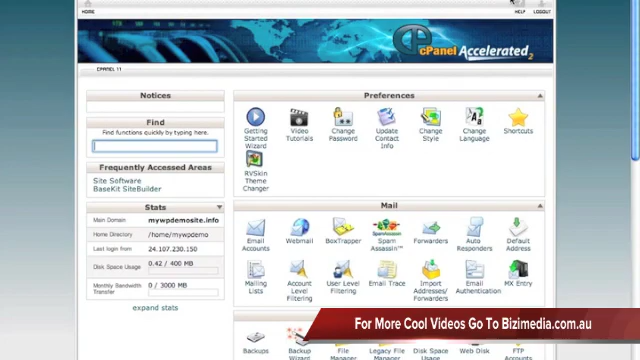 HOME
HELP
LOGOUT
cPanel Accelerated2
CPANEL 11
Notices
Find
Find functions quickly by typing here.
Frequently Accessed Areas
Site Software
BaseKit SiteBuilder
Stats
Main Domain
mywpdemosite.info
Home Directory
/home/mywpdemo
Last login from
24.107.230.150
Disk Space Usage
0.42 / 400 MB
Monthly Bandwidth
Transfer
0 / 3000 MB
expand stats
Preferences
Getting
Started
Wizard
Video
Tutorials
Change
Password
Update
Contact
Info
Change
Style
Change
Language
Shortcuts
RVSkin
Theme
Changer
Mail
Email
Accounts
Webmail
BoxTrapper
Spam
Assassin™
Forwarders
Auto
Responders
Default
Address
Mailing
Lists
Account
Level
Filtering
User Level
Filtering
Email Trace
Import
Addresses/
Forwarders
Email
Authentication
MX Entry
Backups
Backup
Wizard
File
Manager
Legacy File
Manager
Disk Space
Usage
Web Disk
FTP
Accounts
For More Cool Videos Go To Bizimedia.com.au